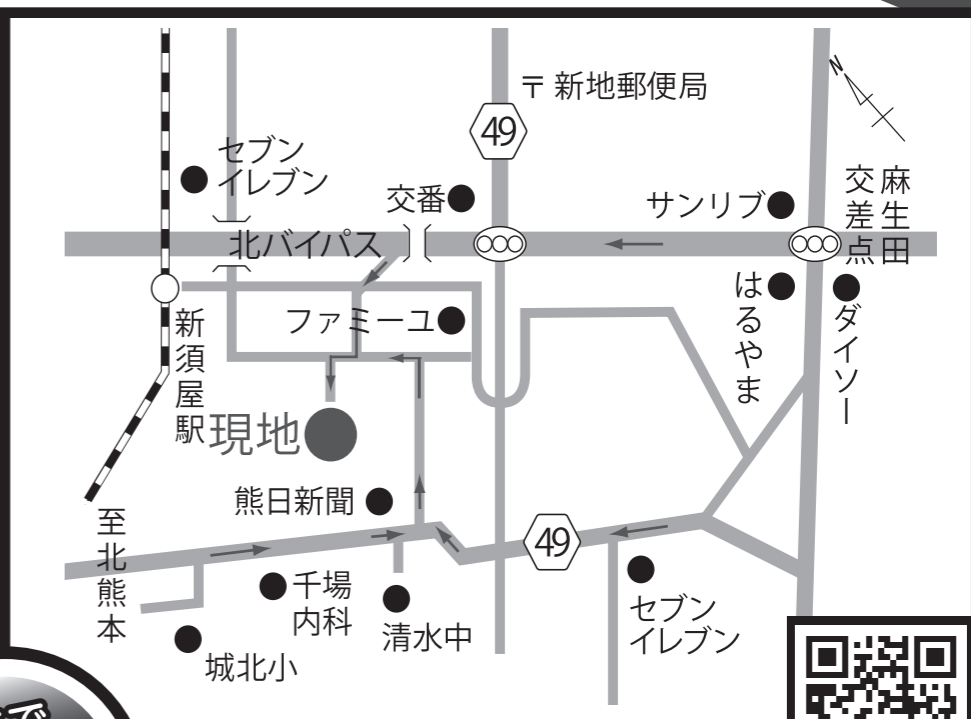 〒 新地郵便局
49
N
セブン
イレブン
交番
サンリブ
麻生田
交差点
北バイパス
はるやま
ダイソー
ファミーユ
新須屋駅
現地
熊日新聞
49
至北熊本
千場
内科
清水中
セブン
イレブン
城北小
で